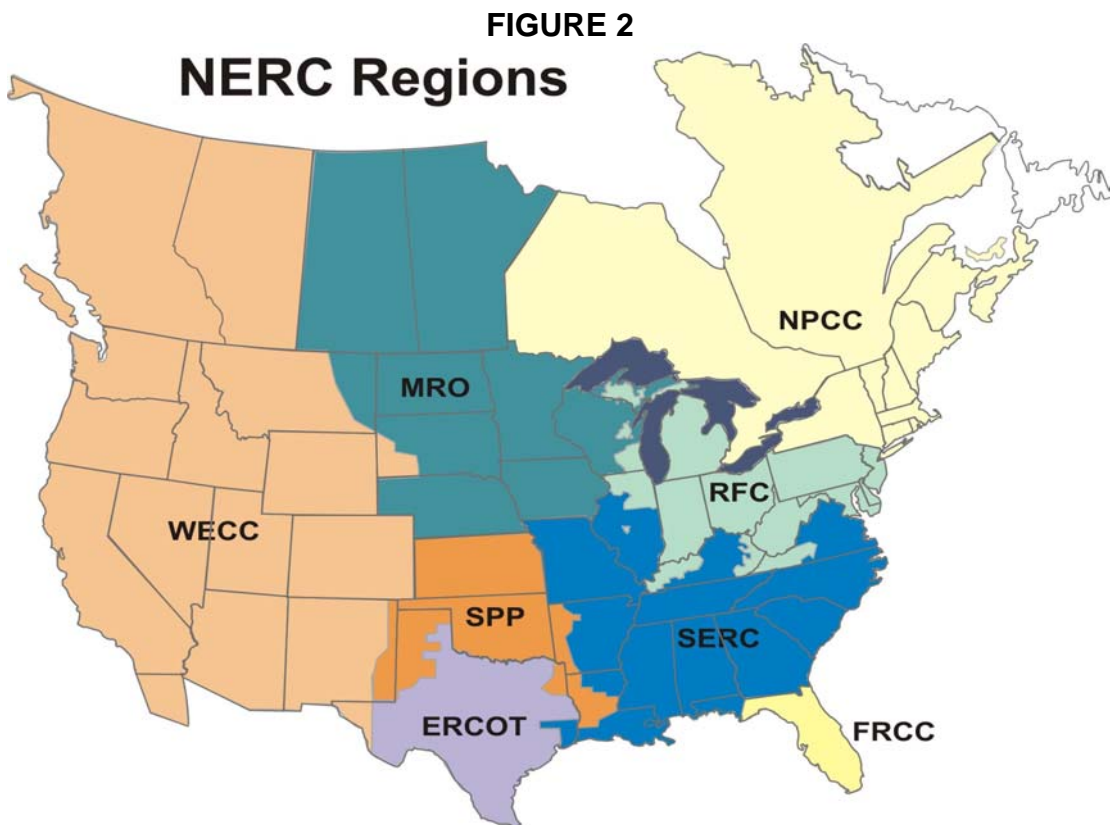 FIGURE 2
NERC Regions
NPCC
MRO
RFC
WECC
SPP
SERC
ERCOT
FRCC